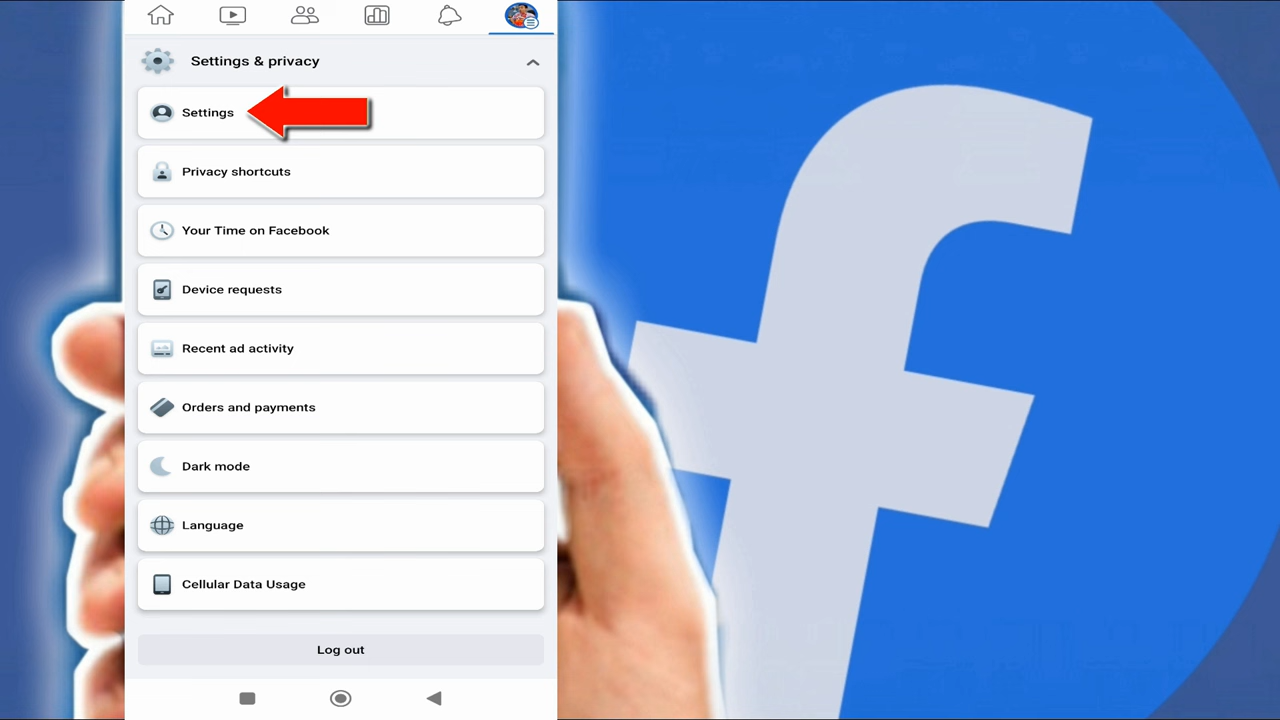 Settings & privacy
Settings
Privacy shortcuts
Your Time on Facebook
Device requests
Recent ad activity
Orders and payments
Dark mode
Language
Cellular Data Usage
Log out